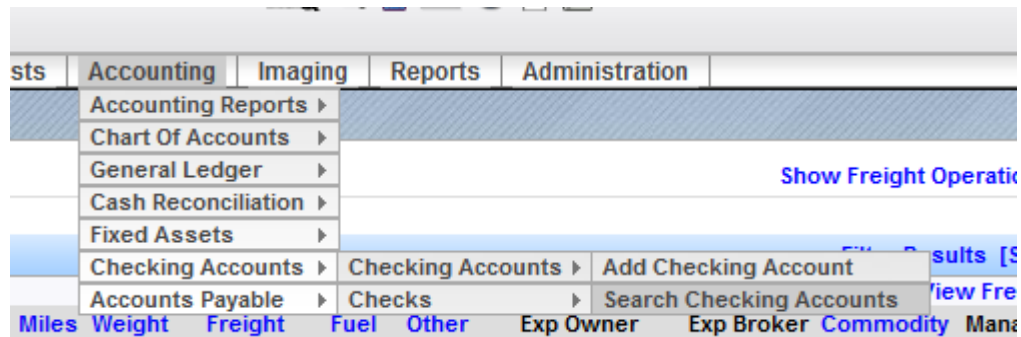 sts Accounting Imaging Reports Administration
Accounting Reports
Chart Of Accounts
General Ledger
Show Freight Operatio
Cash Reconciliation
Fixed Assets
Checking Accounts Checking Accounts Add Checking Account sults [S
Accounts Payable Checks Search Checking Accounts iew Fre
Miles Weight Freight Fuel Other Exp Owner Exp Broker Commodity Mana